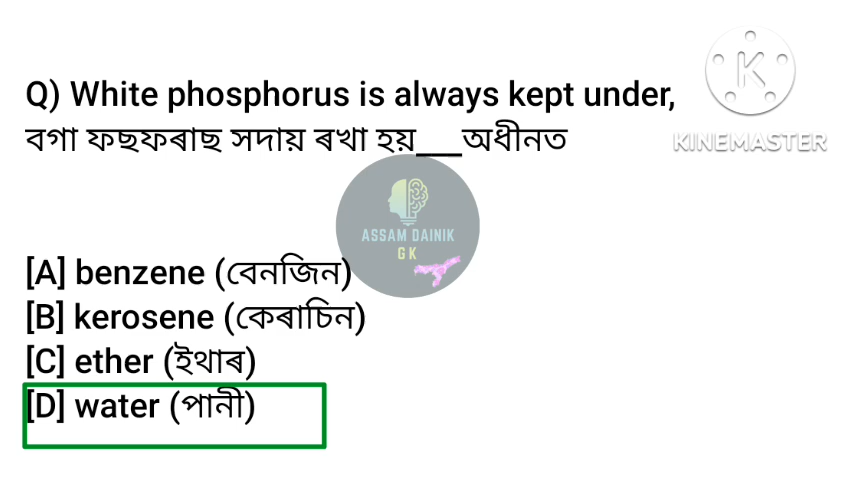 Q) White phosphorus is always kept under,
বগা ফছফৰাছ সদায় ৰখা হয়___অধীনত
KINEMASTER
ASSAM DAINIK
GK
[A] benzene (বেনজিন)
[B] kerosene (কেৰাচিন)
[C] ether (ইথাৰ)
[D] water (পানী)